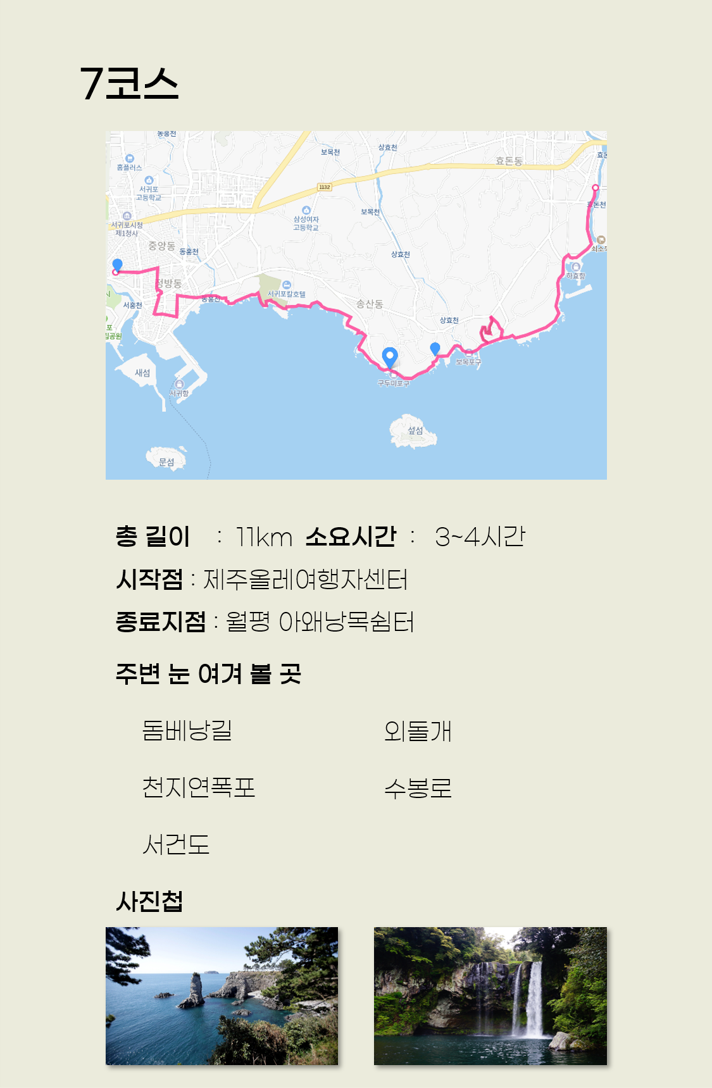 7코스
동홍천
홈플러스
서귀포
고등학교
보목천
상효천
효돈동
1132
서귀포시청
제1청사
삼성여자
고등학교
보목천
중앙동
동홍천
상효천
정방동
하효항
서홍천
동홍천
서귀포칼호텔
송산동
상효천
새섬
서귀항
구두미포구
보목포구
섶섬
문섬
총 길이 : 11km 소요시간 : 3~4시간
시작점 : 제주올레여행자센터
종료지점 : 월평 아왜낭목쉼터
주변 눈 여겨 볼 곳
돔베낭길 외돌개
천지연폭포 수봉로
서건도
사진첩